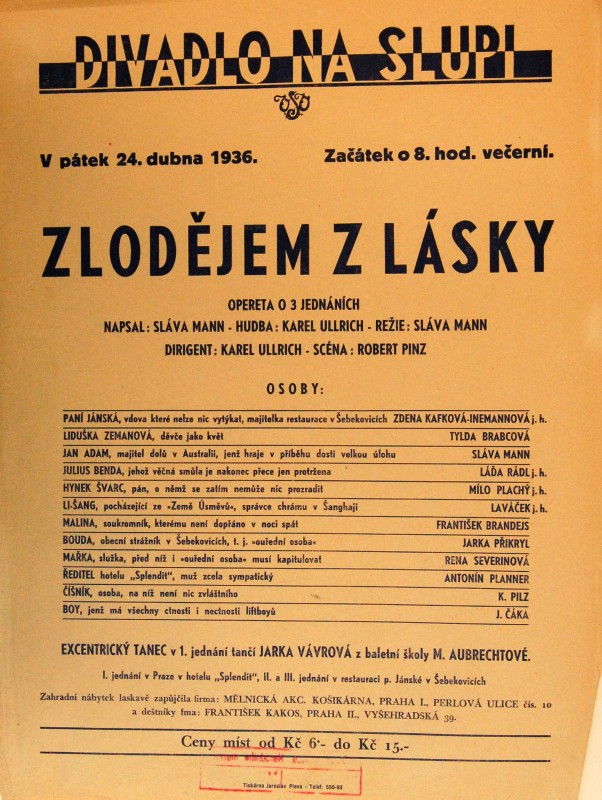 DIVADLO NA SLUPI
V pátek 24. dubna 1936. Začátek o 8. hod. večerní.
ZLODĚJEM Z LÁSKY
OPERETA O 3 JEDNÁNÍCH
NAPSAL: SLÁVA MANN - HUDBA: KAREL ULLRICH - REŽIE: SLÁVA MANN
DIRIGENT: KAREL ULLRICH - SCÉNA: ROBERT PINZ
OSOBY:
PANÍ JÁNSKÁ, vdova které nelze nic vytýkat, majitelka restaurace v Šebekovicích ZDENA KAFKOVÁ-INEMANNOVÁ j. h.
LIDUŠKA ZEMANOVÁ, děvče jako květ TYLDA BRABCOVÁ
JAN ADAM, majitel dolů v Australii, jenž hraje v příběhu dosti velkou úlohu SLÁVA MANN
JULIUS BENDA, jehož věčná smůla je nakonec přece jen protržena LÁĎA RÁDL j. h.
HYNEK ŠVARC, pán, o němž se zatím nemůže nic prozradit MÍLO PLACHÝ j. h.
LI-ŠANG, pocházející ze »Země Úsměvů«, správce chrámu v Šanghaji LAVÁČEK j. h.
MALINA, soukromník, kterému není dopřáno v noci spát FRANTIŠEK BRANDEJS
BOUDA, obecní strážník v Šebekovicích, t. j. »ouřední osoba« JARKA PŘIKRYL
MAŘKA, služka, před níž i »ouřední osoba« musí kapitulovat RENA SEVERINOVÁ
ŘEDITEL hotelu „Splendit", muž zcela sympatický ANTONÍN PLANNER
ČÍŠNÍK, osoba, na níž není nic zvláštního K. PILZ
BOY, jenž má všechny ctnosti i nectnosti liftboyů J. ČÁKA
EXCENTRICKÝ TANEC v 1. jednání tančí JARKA VÁVROVÁ z baletní školy M. AUBRECHTOVÉ.
I. jednání v Praze v hotelu „Splendit", II. a III. jednání v restauraci p. Jánské v Šebekovicích
Zahradní nábytek laskavě zapůjčila firma: MĚLNICKÁ AKC. KOŠIKÁRNA, PRAHA I., PERLOVÁ ULICE čís. 10
a deštníky fma: FRANTIŠEK KAKOS, PRAHA II., VYŠEHRADSKÁ 39.
Ceny míst od Kč 6·- do Kč 15.-
Tiskárna Jaroslav Pleva - Telef. 550-93